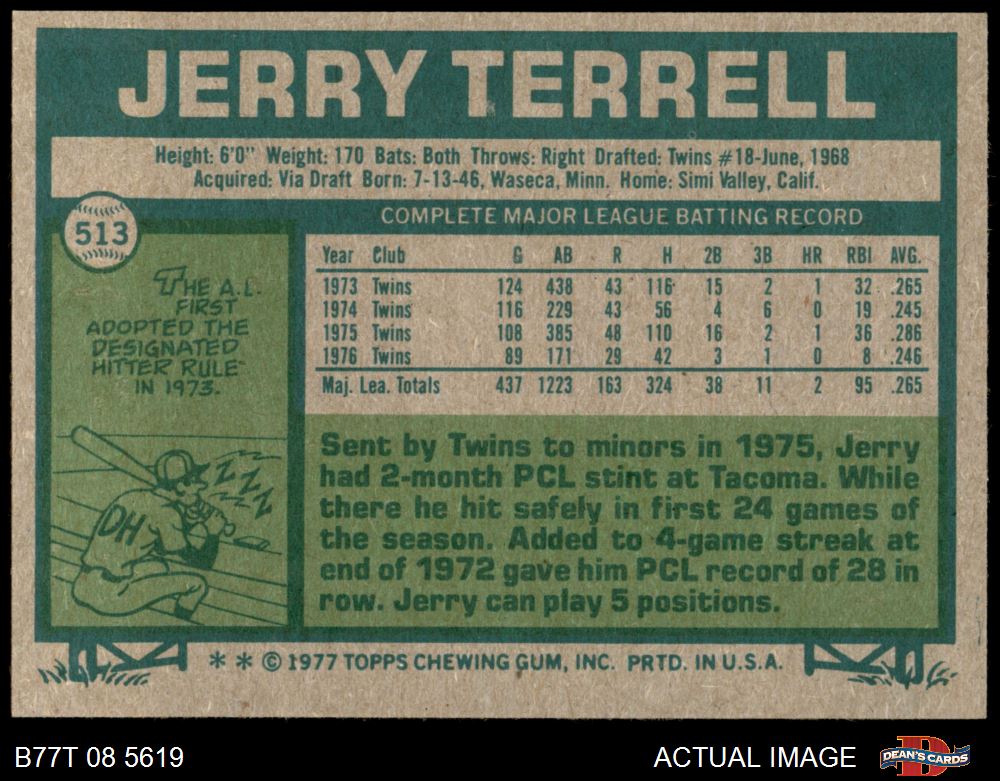 JERRY TERRELL
Height: 6'0" Weight: 170 Bats: Both Throws: Right Drafted: Twins #18-June, 1968
Acquired: Via Draft Born: 7-13-46, Waseca, Minn. Home: Simi Valley, Calif.
513
THE A.L.
FIRST
ADOPTED THE
DESIGNATED
HITTER RULE
IN 1973.
ZZZ
DH
COMPLETE MAJOR LEAGUE BATTING RECORD
Year Club G AB R H 2B 3B HR RBI AVG.
1973 Twins 124 438 43 116 15 2 1 32 .265
1974 Twins 116 229 43 56 4 6 0 19 .245
1975 Twins 108 385 48 110 16 2 1 36 .286
1976 Twins 89 171 29 42 3 1 0 8 .246
Maj. Lea. Totals 437 1223 163 324 38 11 2 95 .265
Sent by Twins to minors in 1975, Jerry
had 2-month PCL stint at Tacoma. While
there he hit safely in first 24 games of
the season. Added to 4-game streak at
end of 1972 gave him PCL record of 28 in
row. Jerry can play 5 positions.
* * © 1977 TOPPS CHEWING GUM, INC. PRTD. IN U.S.A.
B77T 08 5619
ACTUAL IMAGE
D
DEAN'S CARDS